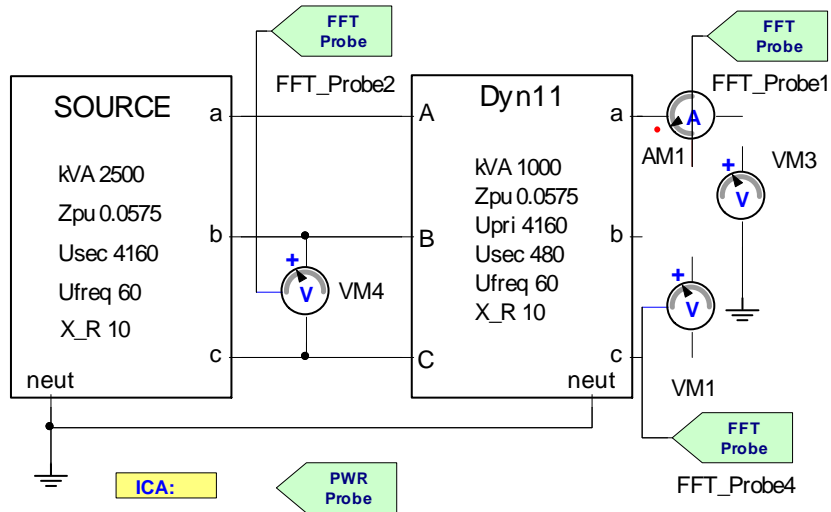 FFT
Probe
FFT_Probe2
FFT
Probe
FFT_Probe1
SOURCE
kVA 2500
Zpu 0.0575
Usec 4160
Ufreq 60
X_R 10
a
b
c
neut
+
V
VM4
Dyn11
A
B
C
kVA 1000
Zpu 0.0575
Upri 4160
Usec 480
Ufreq 60
X_R 10
a
b
c
neut
A
AM1
+
V
VM3
+
V
VM1
FFT
Probe
FFT_Probe4
ICA:
PWR
Probe